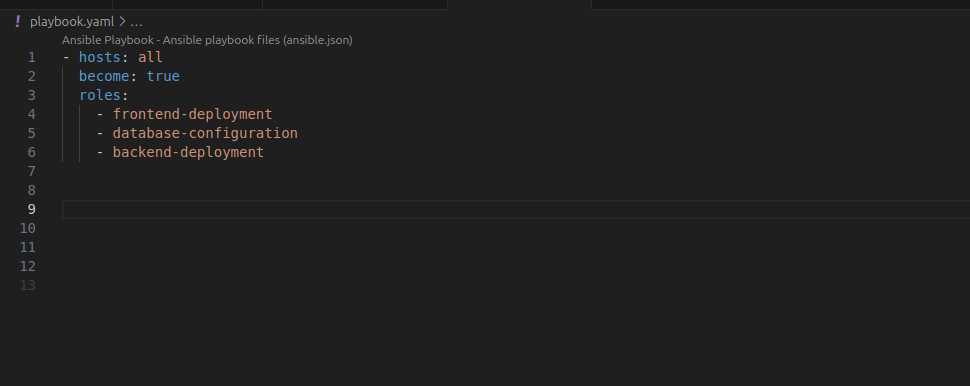 ! playbook.yaml > ...
Ansible Playbook - Ansible playbook files (ansible.json)
1 - hosts: all
2   become: true
3   roles:
4     - frontend-deployment
5     - database-configuration
6     - backend-deployment
7
8
9
10
11
12
13